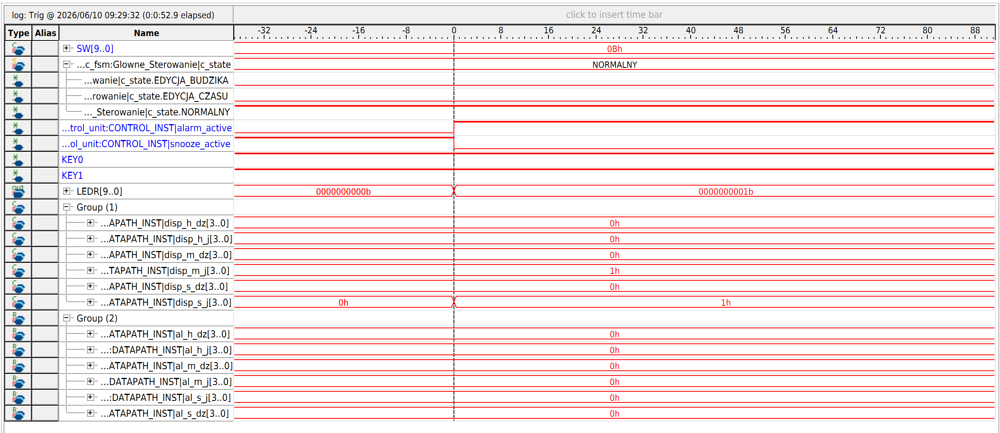 log: Trig @ 2026/06/10 09:29:32 (0:0:52.9 elapsed) click to insert time bar
Type Alias Name -32 -24 -16 -8 0 8 16 24 32 40 48 56 64 72 80 88
SW[9..0] 0Bh
...c_fsm:Glowne_Sterowanie|c_state NORMALNY
...wanie|c_state.EDYCJA_BUDZIKA
...rowanie|c_state.EDYCJA_CZASU
..._Sterowanie|c_state.NORMALNY
...trol_unit:CONTROL_INST|alarm_active
...ol_unit:CONTROL_INST|snooze_active
KEY0
KEY1
LEDR[9..0] 0000000000b 0000000001b
Group (1)
...APATH_INST|disp_h_dz[3..0] 0h
...ATAPATH_INST|disp_h_j[3..0] 0h
...APATH_INST|disp_m_dz[3..0] 0h
...TAPATH_INST|disp_m_j[3..0] 1h
...APATH_INST|disp_s_dz[3..0] 0h
...ATAPATH_INST|disp_s_j[3..0] 0h 1h
Group (2)
...ATAPATH_INST|al_h_dz[3..0] 0h
...:DATAPATH_INST|al_h_j[3..0] 0h
...ATAPATH_INST|al_m_dz[3..0] 0h
...DATAPATH_INST|al_m_j[3..0] 0h
...:DATAPATH_INST|al_s_j[3..0] 0h
...ATAPATH_INST|al_s_dz[3..0] 0h